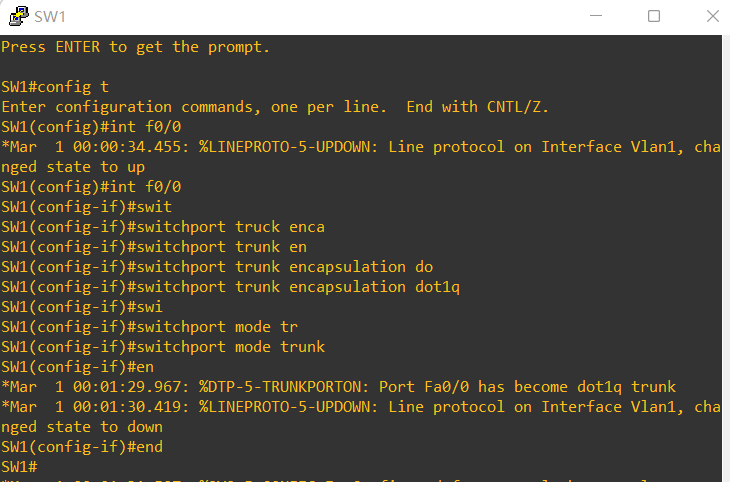 SW1
Press ENTER to get the prompt.
SW1#config t
Enter configuration commands, one per line.  End with CNTL/Z.
SW1(config)#int f0/0
*Mar  1 00:00:34.455: %LINEPROTO-5-UPDOWN: Line protocol on Interface Vlan1, cha
nged state to up
SW1(config)#int f0/0
SW1(config-if)#swit
SW1(config-if)#switchport truck enca
SW1(config-if)#switchport trunk en
SW1(config-if)#switchport trunk encapsulation do
SW1(config-if)#switchport trunk encapsulation dot1q
SW1(config-if)#swi
SW1(config-if)#switchport mode tr
SW1(config-if)#switchport mode trunk
SW1(config-if)#en
*Mar  1 00:01:29.967: %DTP-5-TRUNKPORTON: Port Fa0/0 has become dot1q trunk
*Mar  1 00:01:30.419: %LINEPROTO-5-UPDOWN: Line protocol on Interface Vlan1, cha
nged state to down
SW1(config-if)#end
SW1#